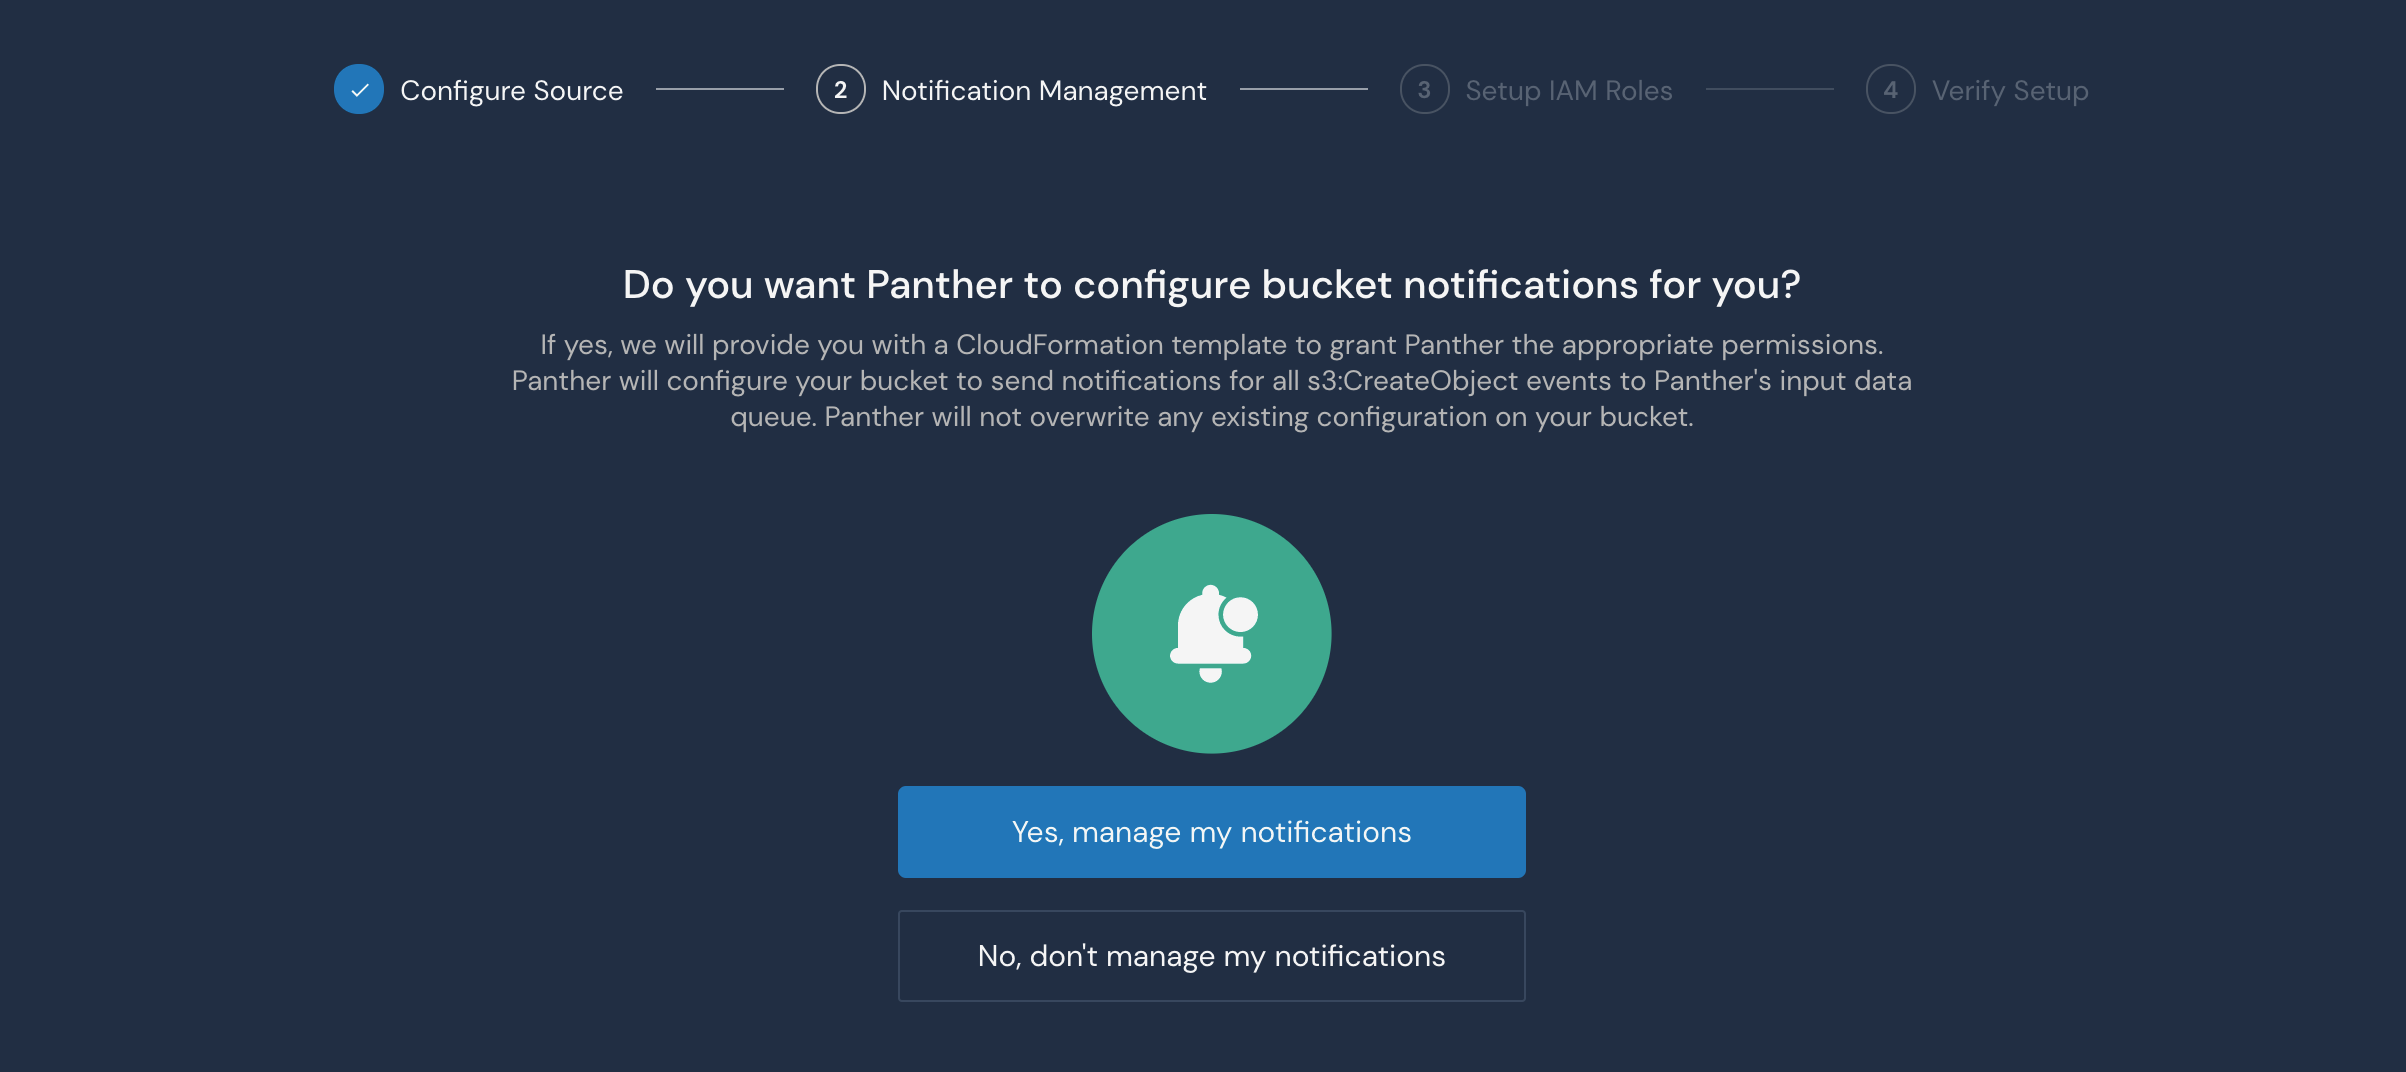 Configure Source
2 Notification Management
3 Setup IAM Roles
4 Verify Setup
Do you want Panther to configure bucket notifications for you?
If yes, we will provide you with a CloudFormation template to grant Panther the appropriate permissions.
Panther will configure your bucket to send notifications for all s3:CreateObject events to Panther's input data
queue. Panther will not overwrite any existing configuration on your bucket.
Yes, manage my notifications
No, don't manage my notifications